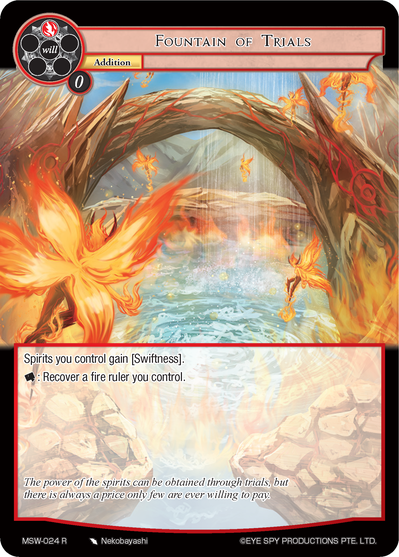 Fountain of Trials
will
Addition
0
Spirits you control gain [Swiftness].
: Recover a fire ruler you control.
The power of the spirits can be obtained through trials, but
there is always a price only few are ever willing to pay.
MSW-024 R Nekobayashi ©EYE SPY PRODUCTIONS PTE. LTD.